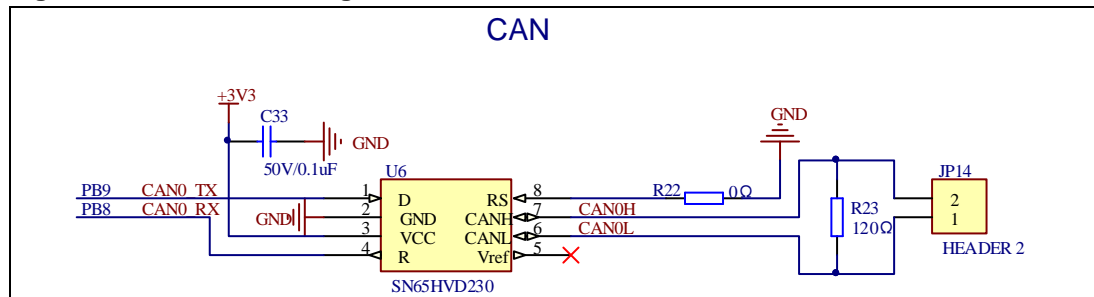 CAN
+3V3
C33
GND
50V/0.1uF
GND
U6
JP14
PB9 CAN0_TX 1 D RS 8 R22 0Ω
PB8 CAN0_RX GND 2 GND CANH 7 CAN0H R23 2
3 VCC CANL 6 CAN0L 120Ω 1
4 R Vref 5 HEADER 2
SN65HVD230